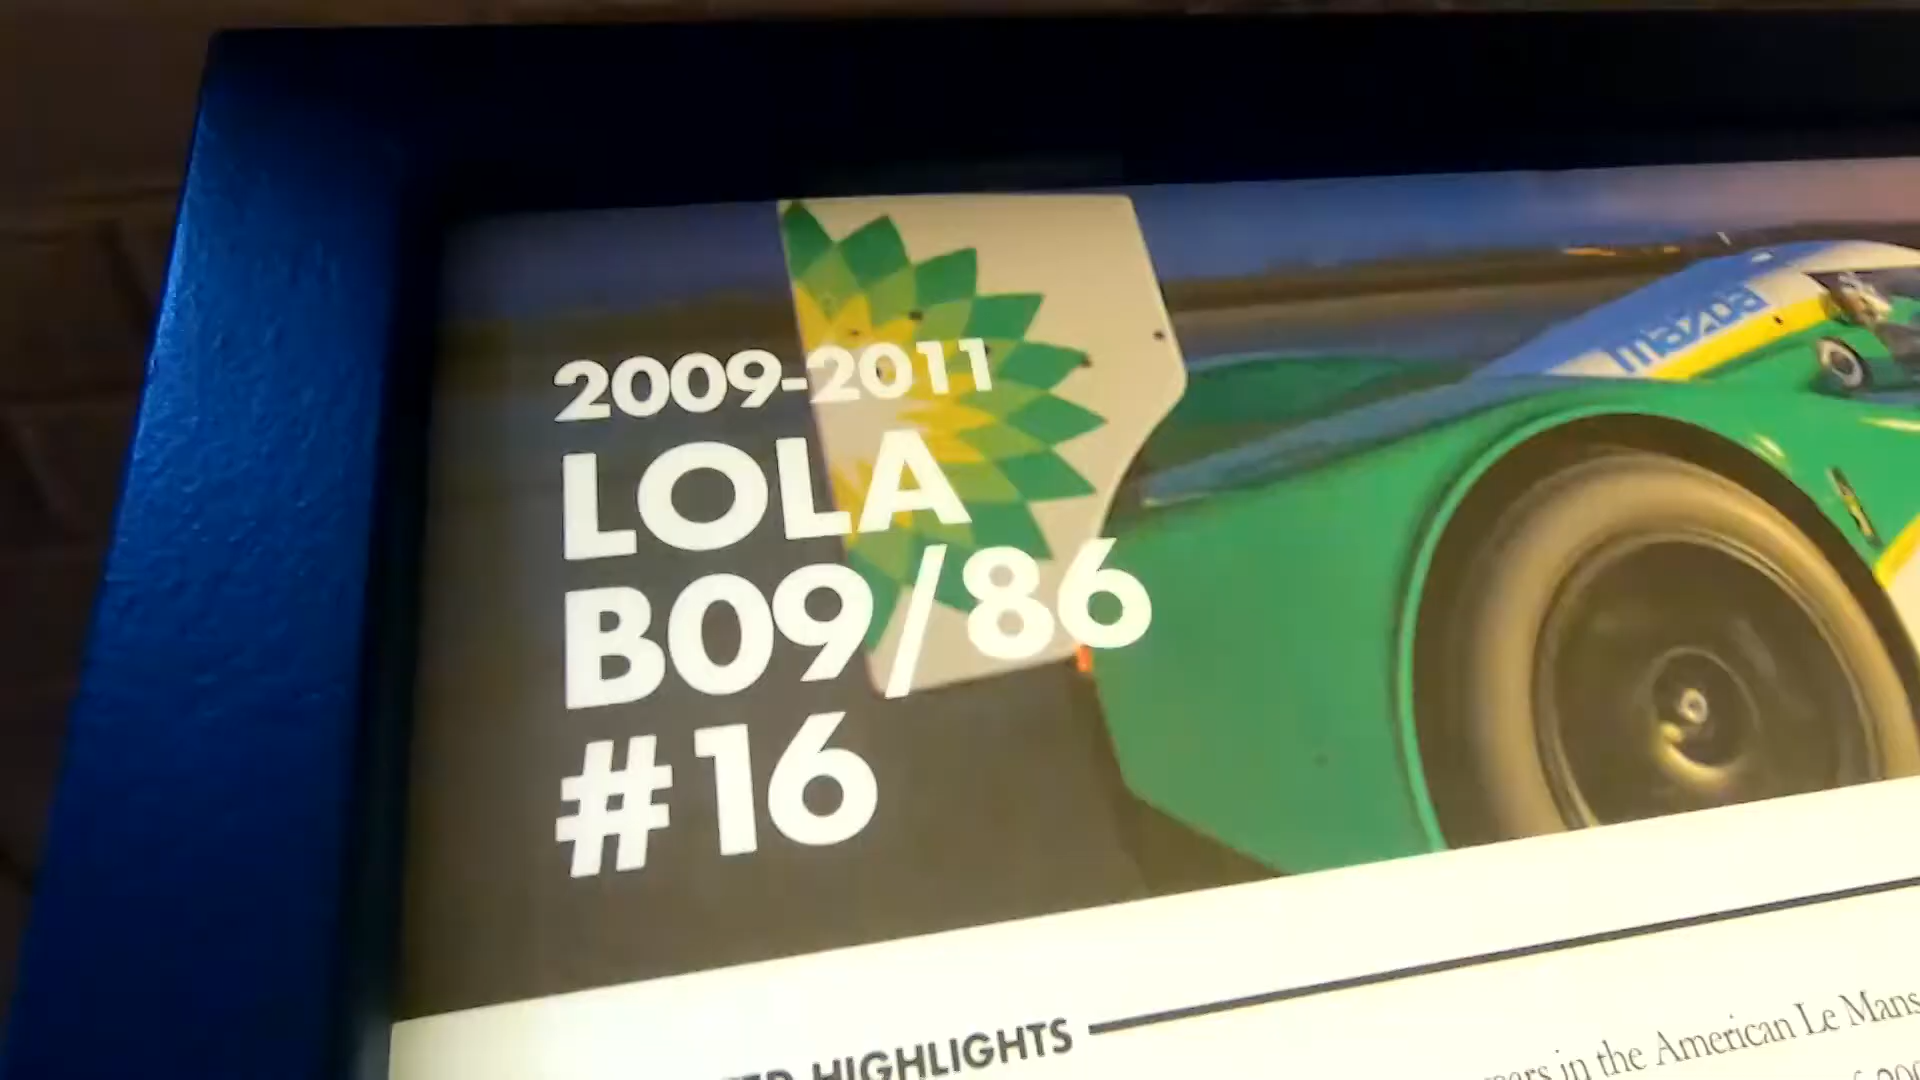 2009-2011
LOLA
B09/86
#16
mazda
HIGHLIGHTS
in the American Le Mans